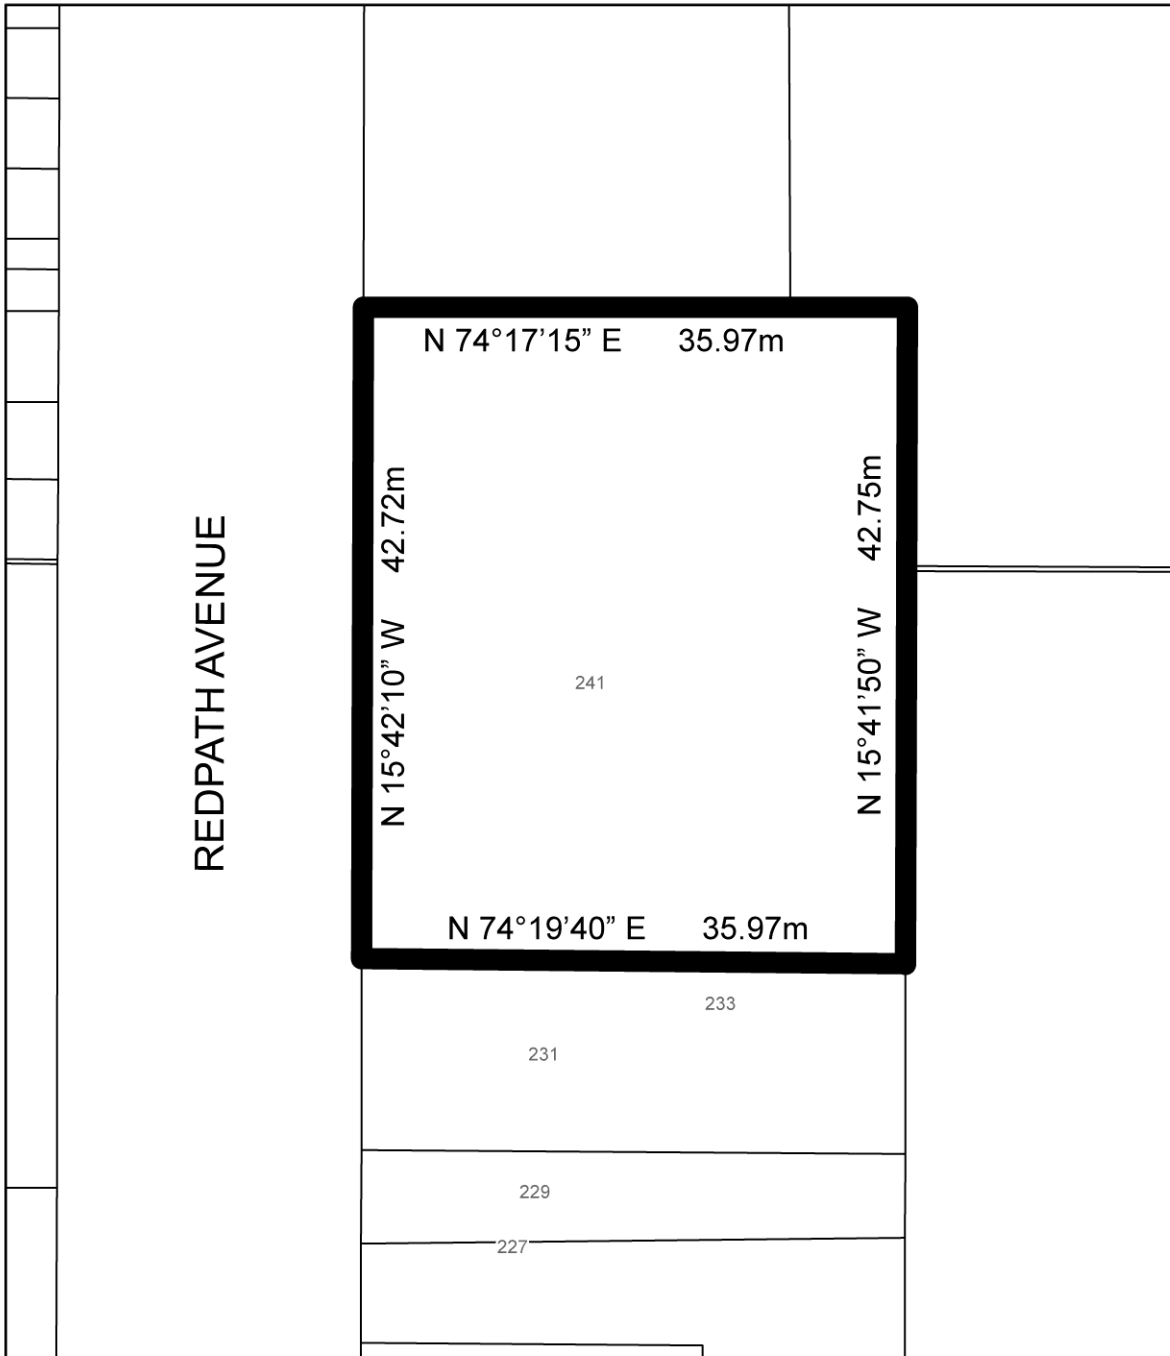 N 74°17’15” E 35.97m
N 15°42’10” W 42.72m
N 15°41’50” W 42.75m
REDPATH AVENUE
241
N 74°19’40” E 35.97m
233
231
229
227